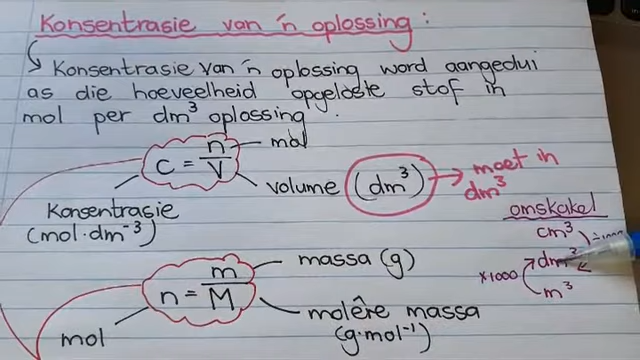 Konsentrasie van 'n oplossing :
Konsentrasie van 'n oplossing word aangedui
as die hoeveelheid opgeloste stof in
mol per dm³ oplossing.
c = n/V
mol
volume (dm³) → moet in
dm³
Konsentrasie
(mol·dm⁻³)
omskakel
cm³
÷1000
dm³
x1000
m³
n = m/M
massa (g)
mol
molêre massa
(g·mol⁻¹)